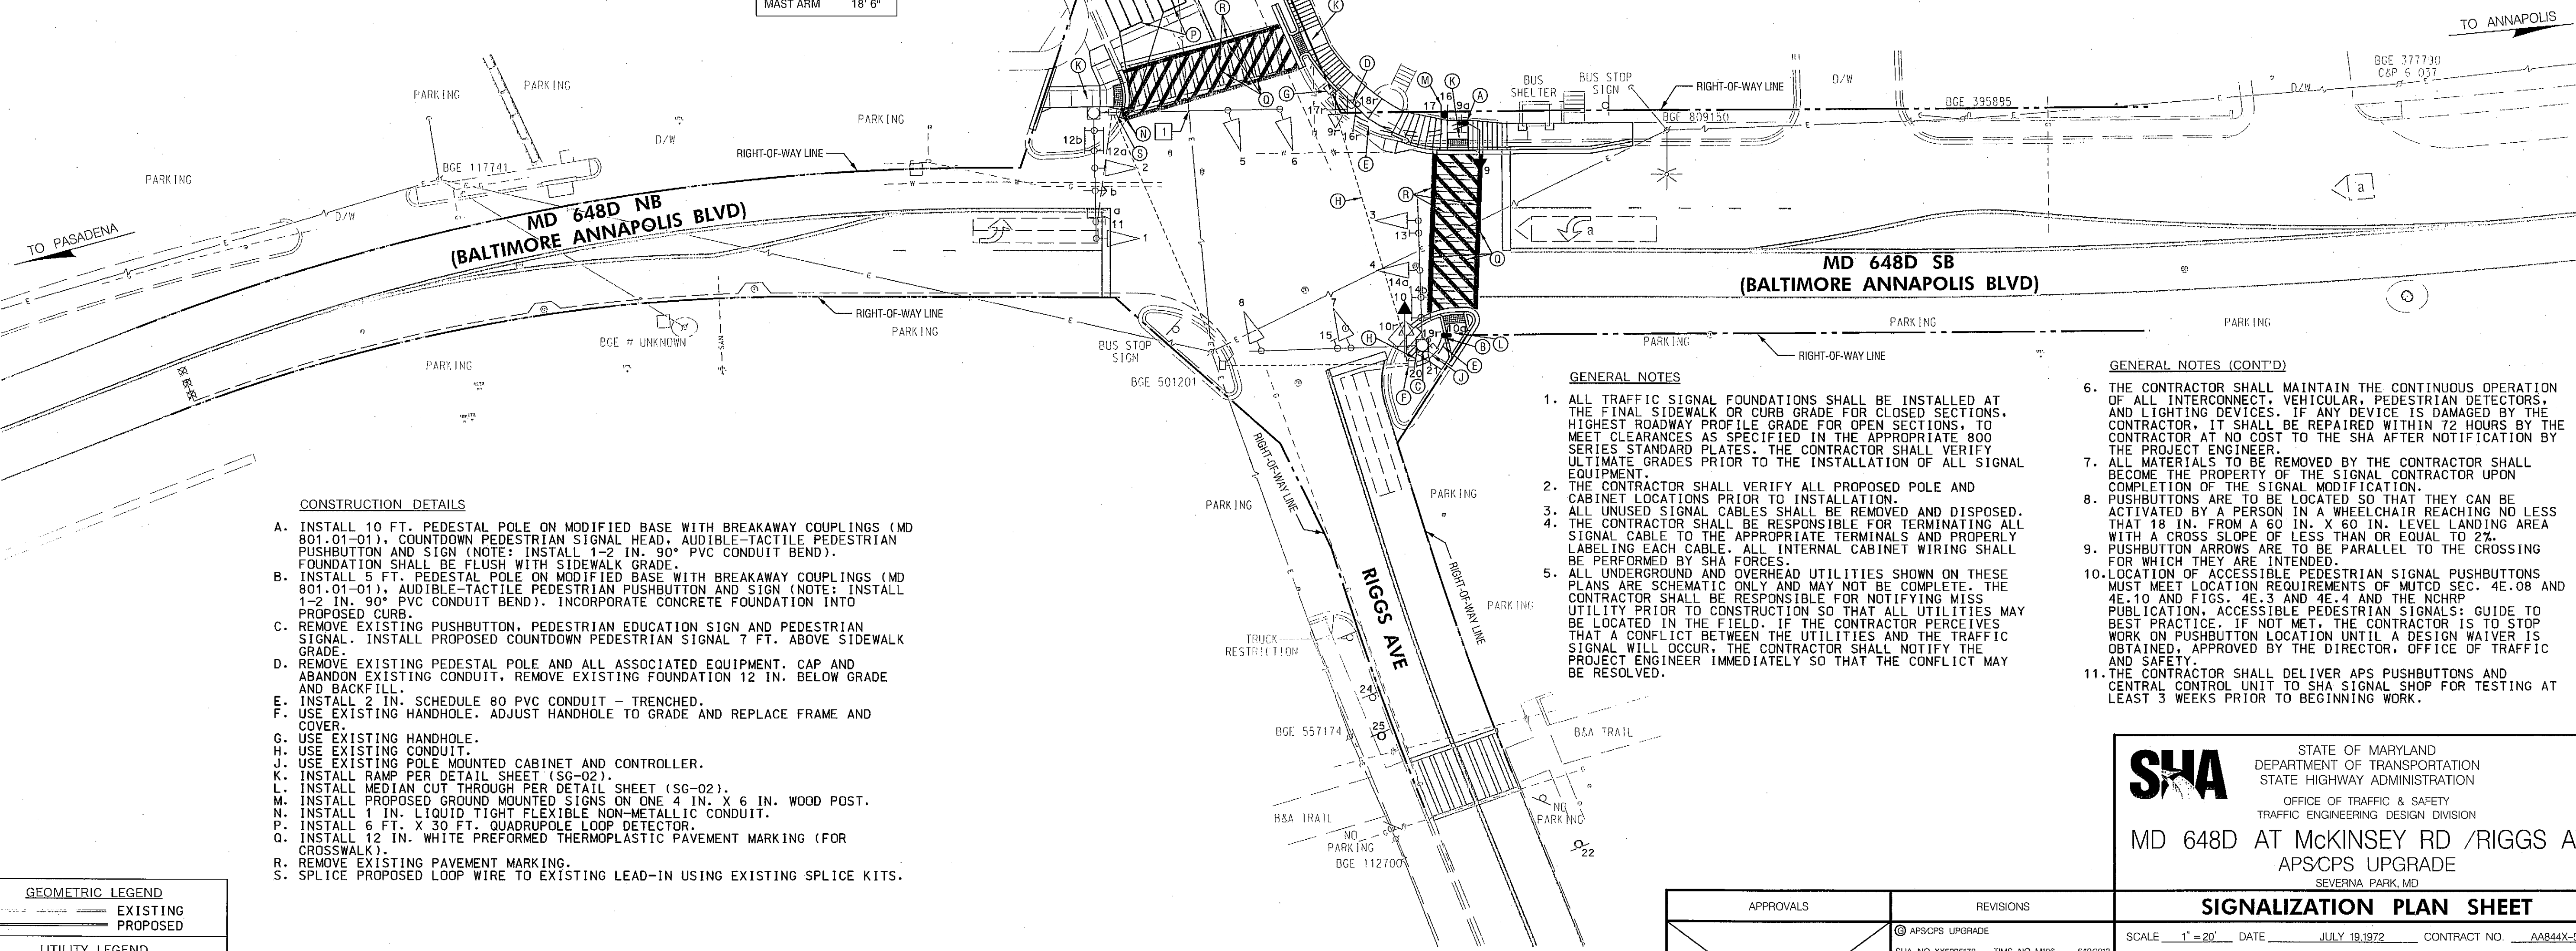 MAST ARM 18' 6"
TO ANNAPOLIS
BGE 377790
C&P 6 037
D/W
D/W
PARKING
PARKING
PARKING
D/W
PARKING
RIGHT-OF-WAY LINE
BGE 117741
D/W
TO PASADENA
MD 648D NB
(BALTIMORE ANNAPOLIS BLVD)
BUS SHELTER
BUS STOP SIGN
RIGHT-OF-WAY LINE
BGE 395895
BGE 809150
MD 648D SB
(BALTIMORE ANNAPOLIS BLVD)
RIGHT-OF-WAY LINE
PARKING
BGE # UNKNOWN
PARKING
BUS STOP
SIGN
BGE 501201
PARKING
PARKING
PARKING
RIGHT-OF-WAY LINE
RIGHT-OF-WAY LINE
RIGHT-OF-WAY LINE
PARKING
PARKING
PARKING
RIGGS AVE
TRUCK
RESTRICTION
24
25
BGE 557174
B&A TRAIL
B&A TRAIL
NO
PARKING
NO
PARKING
BGE 112700
22
CONSTRUCTION DETAILS
A. INSTALL 10 FT. PEDESTAL POLE ON MODIFIED BASE WITH BREAKAWAY COUPLINGS (MD
801.01-01), COUNTDOWN PEDESTRIAN SIGNAL HEAD, AUDIBLE-TACTILE PEDESTRIAN
PUSHBUTTON AND SIGN (NOTE: INSTALL 1-2 IN. 90° PVC CONDUIT BEND).
FOUNDATION SHALL BE FLUSH WITH SIDEWALK GRADE.
B. INSTALL 5 FT. PEDESTAL POLE ON MODIFIED BASE WITH BREAKAWAY COUPLINGS (MD
801.01-01), AUDIBLE-TACTILE PEDESTRIAN PUSHBUTTON AND SIGN (NOTE: INSTALL
1-2 IN. 90° PVC CONDUIT BEND). INCORPORATE CONCRETE FOUNDATION INTO
PROPOSED CURB.
C. REMOVE EXISTING PUSHBUTTON, PEDESTRIAN EDUCATION SIGN AND PEDESTRIAN
SIGNAL. INSTALL PROPOSED COUNTDOWN PEDESTRIAN SIGNAL 7 FT. ABOVE SIDEWALK
GRADE.
D. REMOVE EXISTING PEDESTAL POLE AND ALL ASSOCIATED EQUIPMENT. CAP AND
ABANDON EXISTING CONDUIT, REMOVE EXISTING FOUNDATION 12 IN. BELOW GRADE
AND BACKFILL.
E. INSTALL 2 IN. SCHEDULE 80 PVC CONDUIT - TRENCHED.
F. USE EXISTING HANDHOLE. ADJUST HANDHOLE TO GRADE AND REPLACE FRAME AND
COVER.
G. USE EXISTING HANDHOLE.
H. USE EXISTING CONDUIT.
J. USE EXISTING POLE MOUNTED CABINET AND CONTROLLER.
K. INSTALL RAMP PER DETAIL SHEET (SG-02).
L. INSTALL MEDIAN CUT THROUGH PER DETAIL SHEET (SG-02).
M. INSTALL PROPOSED GROUND MOUNTED SIGNS ON ONE 4 IN. X 6 IN. WOOD POST.
N. INSTALL 1 IN. LIQUID TIGHT FLEXIBLE NON-METALLIC CONDUIT.
P. INSTALL 6 FT. X 30 FT. QUADRUPOLE LOOP DETECTOR.
Q. INSTALL 12 IN. WHITE PREFORMED THERMOPLASTIC PAVEMENT MARKING (FOR
CROSSWALK).
R. REMOVE EXISTING PAVEMENT MARKING.
S. SPLICE PROPOSED LOOP WIRE TO EXISTING LEAD-IN USING EXISTING SPLICE KITS.
GENERAL NOTES
1. ALL TRAFFIC SIGNAL FOUNDATIONS SHALL BE INSTALLED AT
THE FINAL SIDEWALK OR CURB GRADE FOR CLOSED SECTIONS,
HIGHEST ROADWAY PROFILE GRADE FOR OPEN SECTIONS, TO
MEET CLEARANCES AS SPECIFIED IN THE APPROPRIATE 800
SERIES STANDARD PLATES. THE CONTRACTOR SHALL VERIFY
ULTIMATE GRADES PRIOR TO THE INSTALLATION OF ALL SIGNAL
EQUIPMENT.
2. THE CONTRACTOR SHALL VERIFY ALL PROPOSED POLE AND
CABINET LOCATIONS PRIOR TO INSTALLATION.
3. ALL UNUSED SIGNAL CABLES SHALL BE REMOVED AND DISPOSED.
4. THE CONTRACTOR SHALL BE RESPONSIBLE FOR TERMINATING ALL
SIGNAL CABLE TO THE APPROPRIATE TERMINALS AND PROPERLY
LABELING EACH CABLE. ALL INTERNAL CABINET WIRING SHALL
BE PERFORMED BY SHA FORCES.
5. ALL UNDERGROUND AND OVERHEAD UTILITIES SHOWN ON THESE
PLANS ARE SCHEMATIC ONLY AND MAY NOT BE COMPLETE. THE
CONTRACTOR SHALL BE RESPONSIBLE FOR NOTIFYING MISS
UTILITY PRIOR TO CONSTRUCTION SO THAT ALL UTILITIES MAY
BE LOCATED IN THE FIELD. IF THE CONTRACTOR PERCEIVES
THAT A CONFLICT BETWEEN THE UTILITIES AND THE TRAFFIC
SIGNAL WILL OCCUR, THE CONTRACTOR SHALL NOTIFY THE
PROJECT ENGINEER IMMEDIATELY SO THAT THE CONFLICT MAY
BE RESOLVED.
GENERAL NOTES (CONT'D)
6. THE CONTRACTOR SHALL MAINTAIN THE CONTINUOUS OPERATION
OF ALL INTERCONNECT, VEHICULAR, PEDESTRIAN DETECTORS,
AND LIGHTING DEVICES. IF ANY DEVICE IS DAMAGED BY THE
CONTRACTOR, IT SHALL BE REPAIRED WITHIN 72 HOURS BY THE
CONTRACTOR AT NO COST TO THE SHA AFTER NOTIFICATION BY
THE PROJECT ENGINEER.
7. ALL MATERIALS TO BE REMOVED BY THE CONTRACTOR SHALL
BECOME THE PROPERTY OF THE SIGNAL CONTRACTOR UPON
COMPLETION OF THE SIGNAL MODIFICATION.
8. PUSHBUTTONS ARE TO BE LOCATED SO THAT THEY CAN BE
ACTIVATED BY A PERSON IN A WHEELCHAIR REACHING NO LESS
THAT 18 IN. FROM A 60 IN. X 60 IN. LEVEL LANDING AREA
WITH A CROSS SLOPE OF LESS THAN OR EQUAL TO 2%.
9. PUSHBUTTON ARROWS ARE TO BE PARALLEL TO THE CROSSING
FOR WHICH THEY ARE INTENDED.
10. LOCATION OF ACCESSIBLE PEDESTRIAN SIGNAL PUSHBUTTONS
MUST MEET LOCATION REQUIREMENTS OF MUTCD SEC. 4E.08 AND
4E.10 AND FIGS. 4E.3 AND 4E.4 AND THE NCHRP
PUBLICATION, ACCESSIBLE PEDESTRIAN SIGNALS: GUIDE TO
BEST PRACTICE. IF NOT MET, THE CONTRACTOR IS TO STOP
WORK ON PUSHBUTTON LOCATION UNTIL A DESIGN WAIVER IS
OBTAINED, APPROVED BY THE DIRECTOR, OFFICE OF TRAFFIC
AND SAFETY.
11. THE CONTRACTOR SHALL DELIVER APS PUSHBUTTONS AND
CENTRAL CONTROL UNIT TO SHA SIGNAL SHOP FOR TESTING AT
LEAST 3 WEEKS PRIOR TO BEGINNING WORK.
SHA
STATE OF MARYLAND
DEPARTMENT OF TRANSPORTATION
STATE HIGHWAY ADMINISTRATION
OFFICE OF TRAFFIC & SAFETY
TRAFFIC ENGINEERING DESIGN DIVISION
MD 648D AT McKINSEY RD /RIGGS A
APS/CPS UPGRADE
SEVERNA PARK, MD
SIGNALIZATION PLAN SHEET
SCALE 1"=20' DATE JULY 19,1972 CONTRACT NO. AA844X-
APPROVALS
REVISIONS
G APS/CPS UPGRADE
GEOMETRIC LEGEND
EXISTING
PROPOSED
UTILITY LEGEND